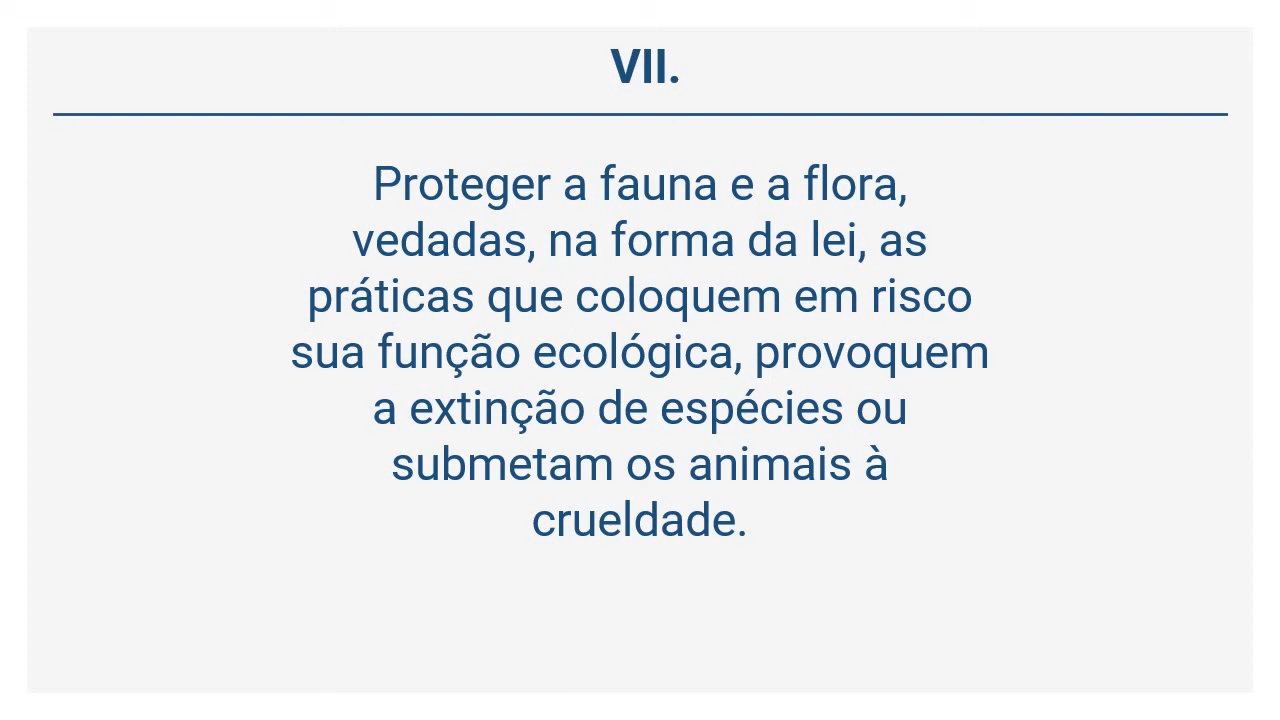 VII.
Proteger a fauna e a flora,
vedadas, na forma da lei, as
práticas que coloquem em risco
sua função ecológica, provoquem
a extinção de espécies ou
submetam os animais à
crueldade.